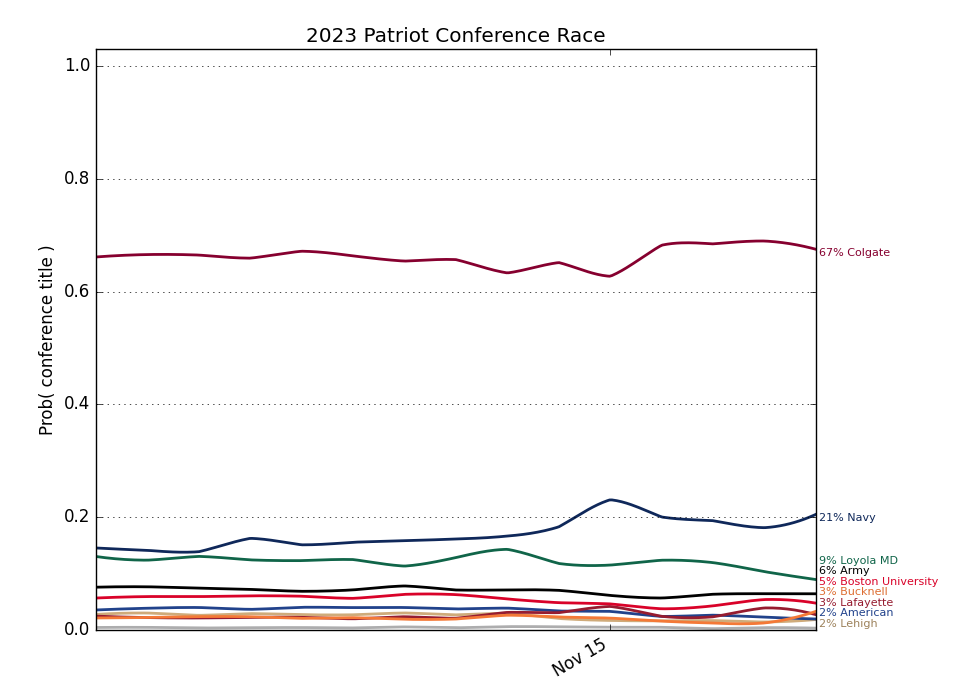 2023 Patriot Conference Race
Prob( conference title )
1.0
0.8
0.6
0.4
0.2
0.0
Nov 15
67% Colgate
21% Navy
9% Loyola MD
6% Army
5% Boston University
3% Bucknell
3% Lafayette
2% American
2% Lehigh